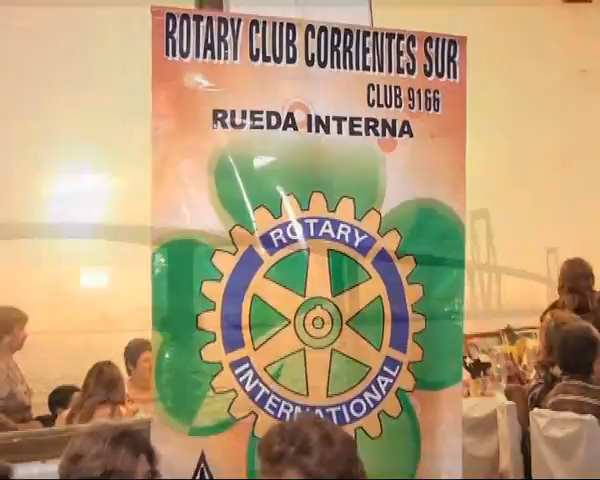 ROTARY CLUB CORRIENTES SUR
CLUB 9166
RUEDA INTERNA
ROTARY
INTERNATIONAL